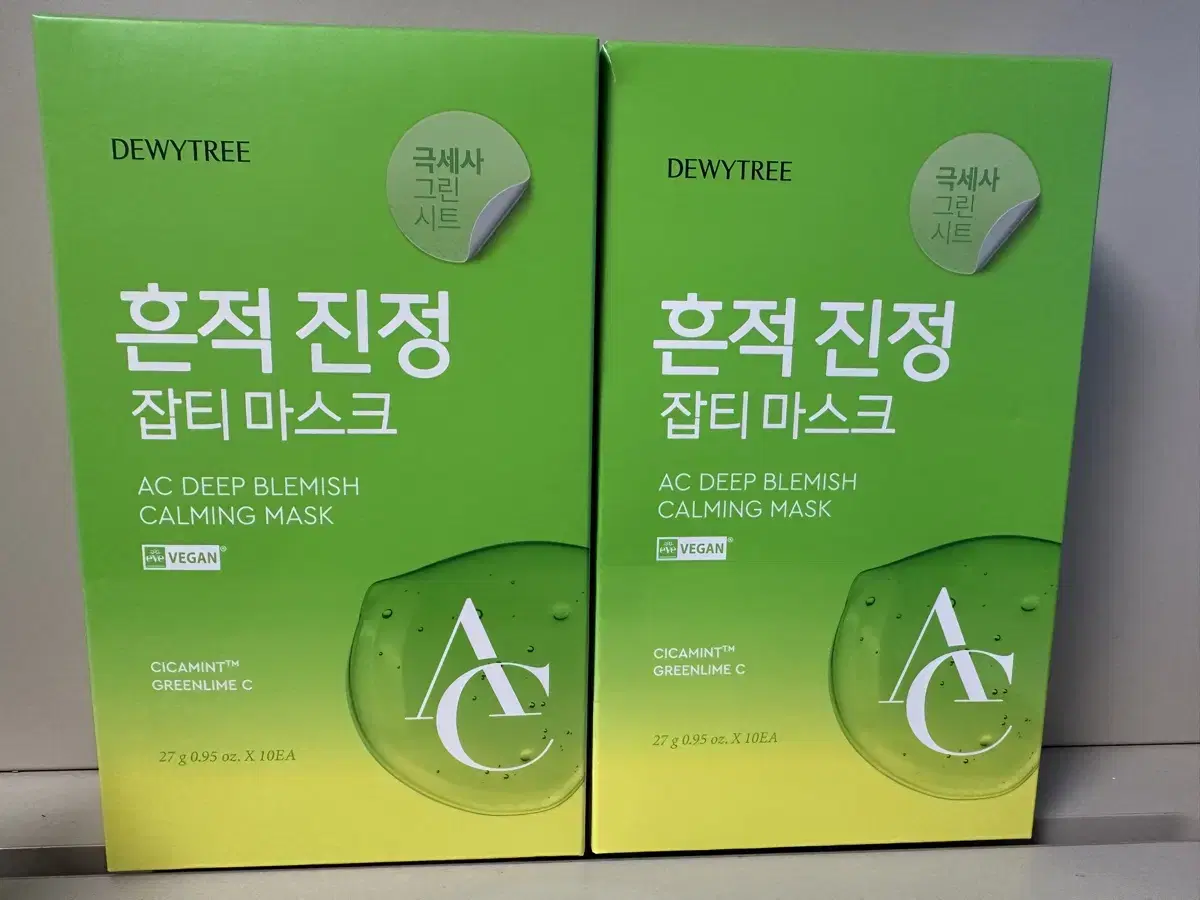 DEWYTREE
극세사
그린
시트
흔적 진정
잡티 마스크
AC DEEP BLEMISH
CALMING MASK
eve VEGAN®
CICAMINT™
GREENLIME C
27 g 0.95 oz. X 10EA
AC
DEWYTREE
극세사
그린
시트
흔적 진정
잡티 마스크
AC DEEP BLEMISH
CALMING MASK
eve VEGAN®
CICAMINT™
GREENLIME C
27 g 0.95 oz. X 10EA
AC